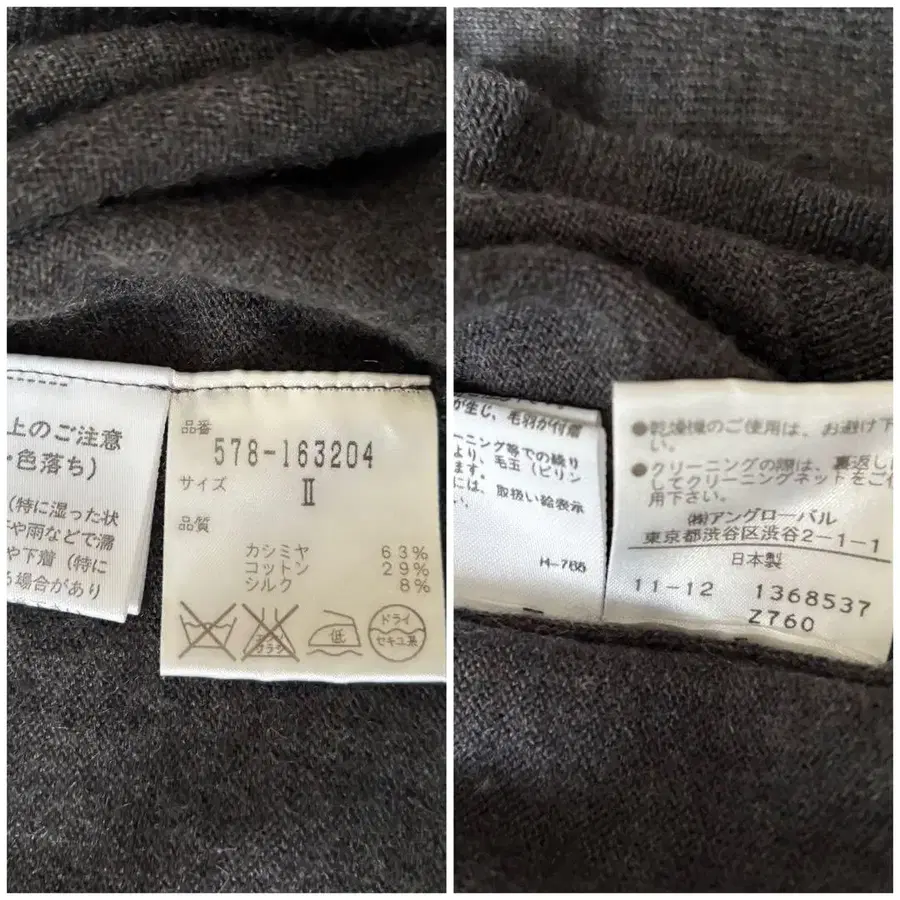 上のご注意
・色落ち)
(特に湿った状
や雨などで濡
や下着(特に
る場合があり
品番
578-163204
サイズ
II
品質
カシミヤ 63%
コットン 29%
シルク 8%
低
ドライ
セキユ系
が生じ、毛羽が付着
ーニング等での繰り
より、毛玉(ピリン
ます。
には、取扱い絵表示
い。
H-788
●乾燥機のご使用は、お避け下
い。
●クリーニングの際は、裏返しに
してクリーニングネットをご使
用下さい。
㈱アングローバル
東京都渋谷区渋谷2-1-1
日本製
11-12 1368537
Z760